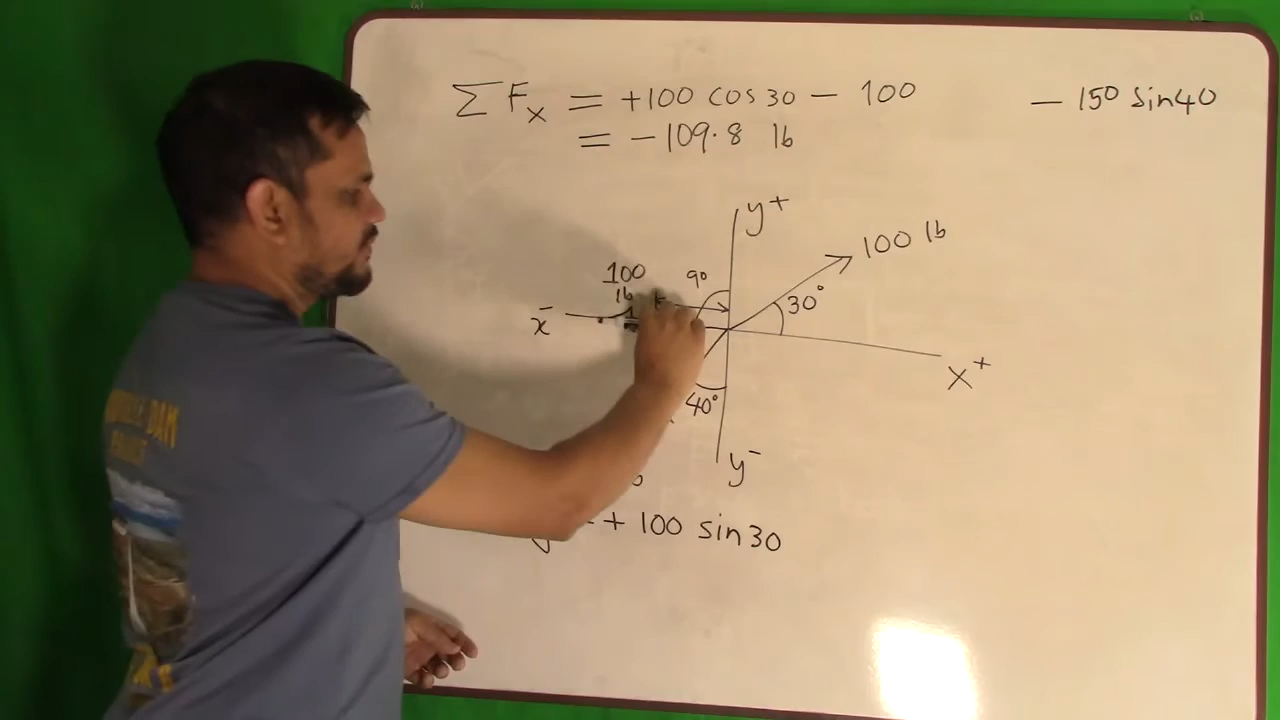 ∑ Fx = +100 cos 30 – 100 – 150 sin40
= – 109.8 lb
y+
100 lb
100
lb
90
30°
x-
x+
40°
y-
+ 100 sin 30